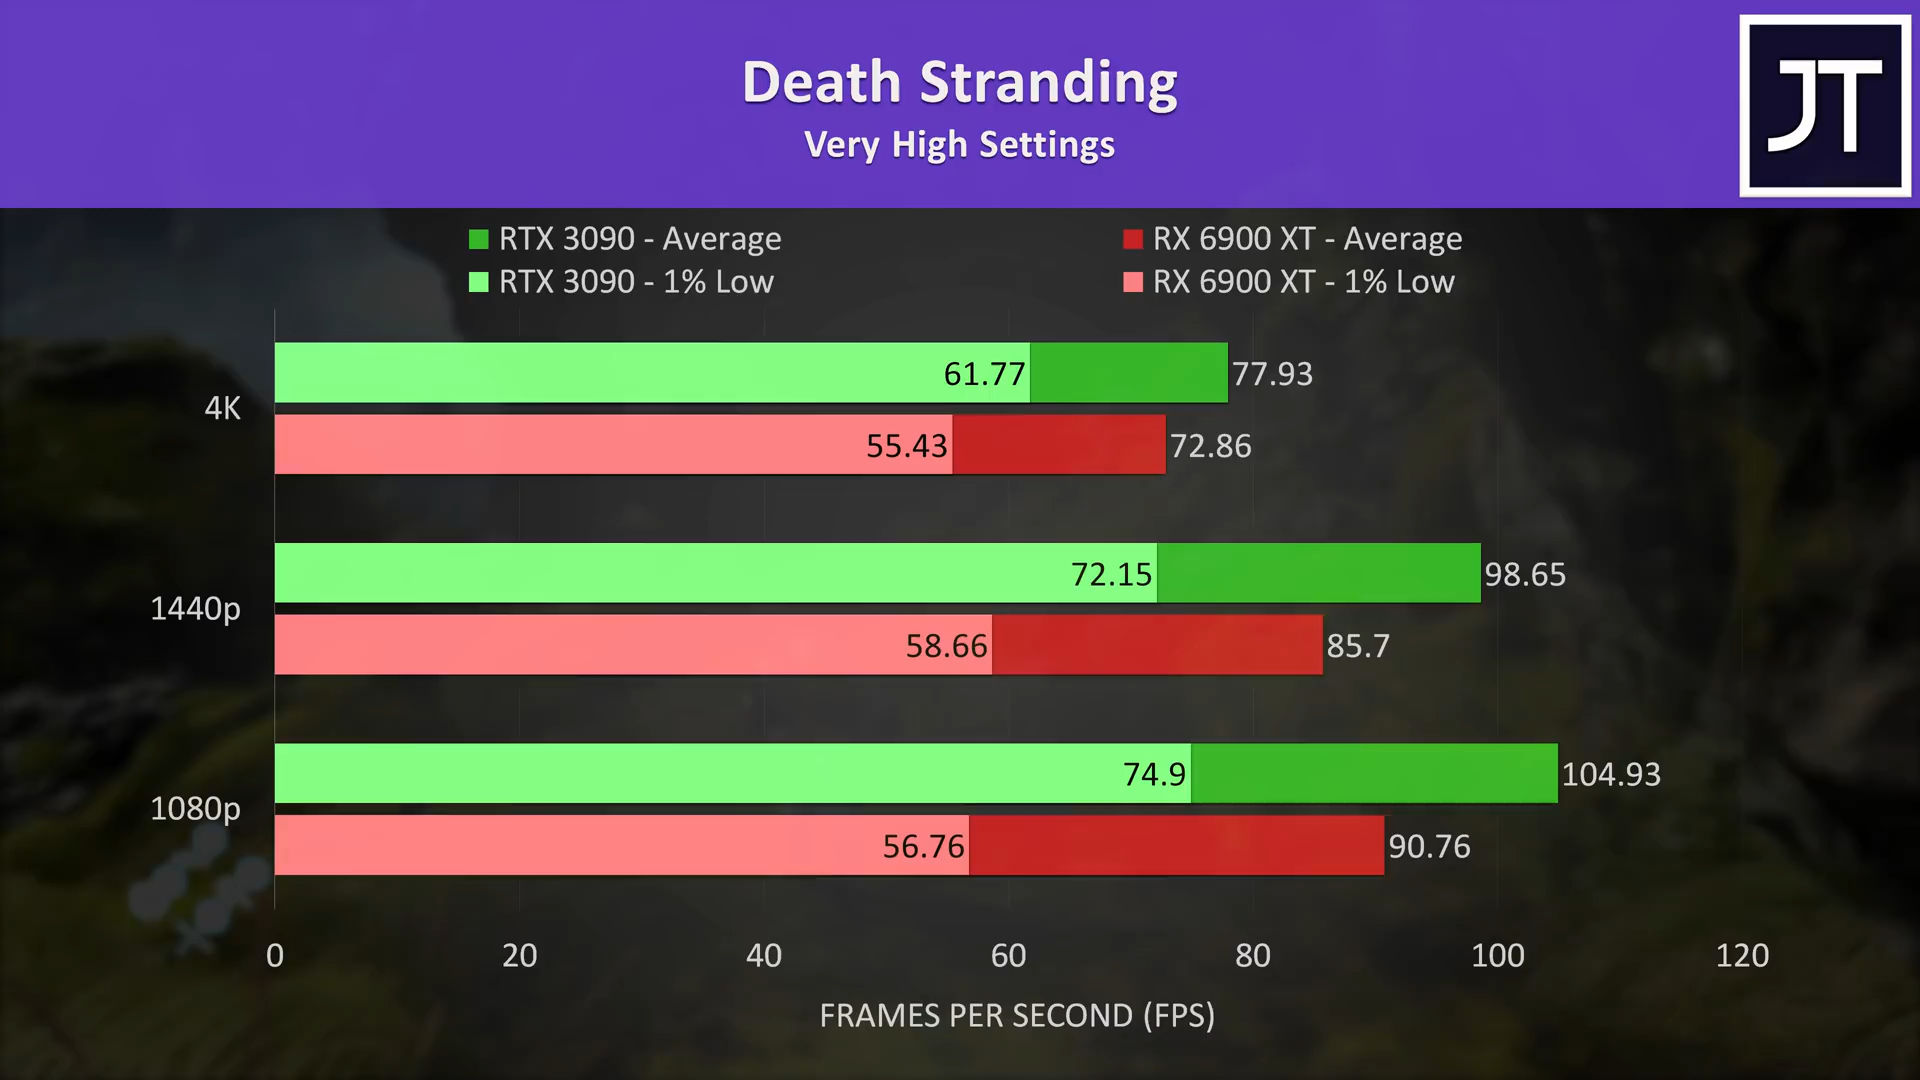 Death Stranding
Very High Settings
JT
RTX 3090 - Average
RX 6900 XT - Average
RTX 3090 - 1% Low
RX 6900 XT - 1% Low
4K
61.77
77.93
55.43
72.86
1440p
72.15
98.65
58.66
85.7
1080p
74.9
104.93
56.76
90.76
0 20 40 60 80 100 120
FRAMES PER SECOND (FPS)